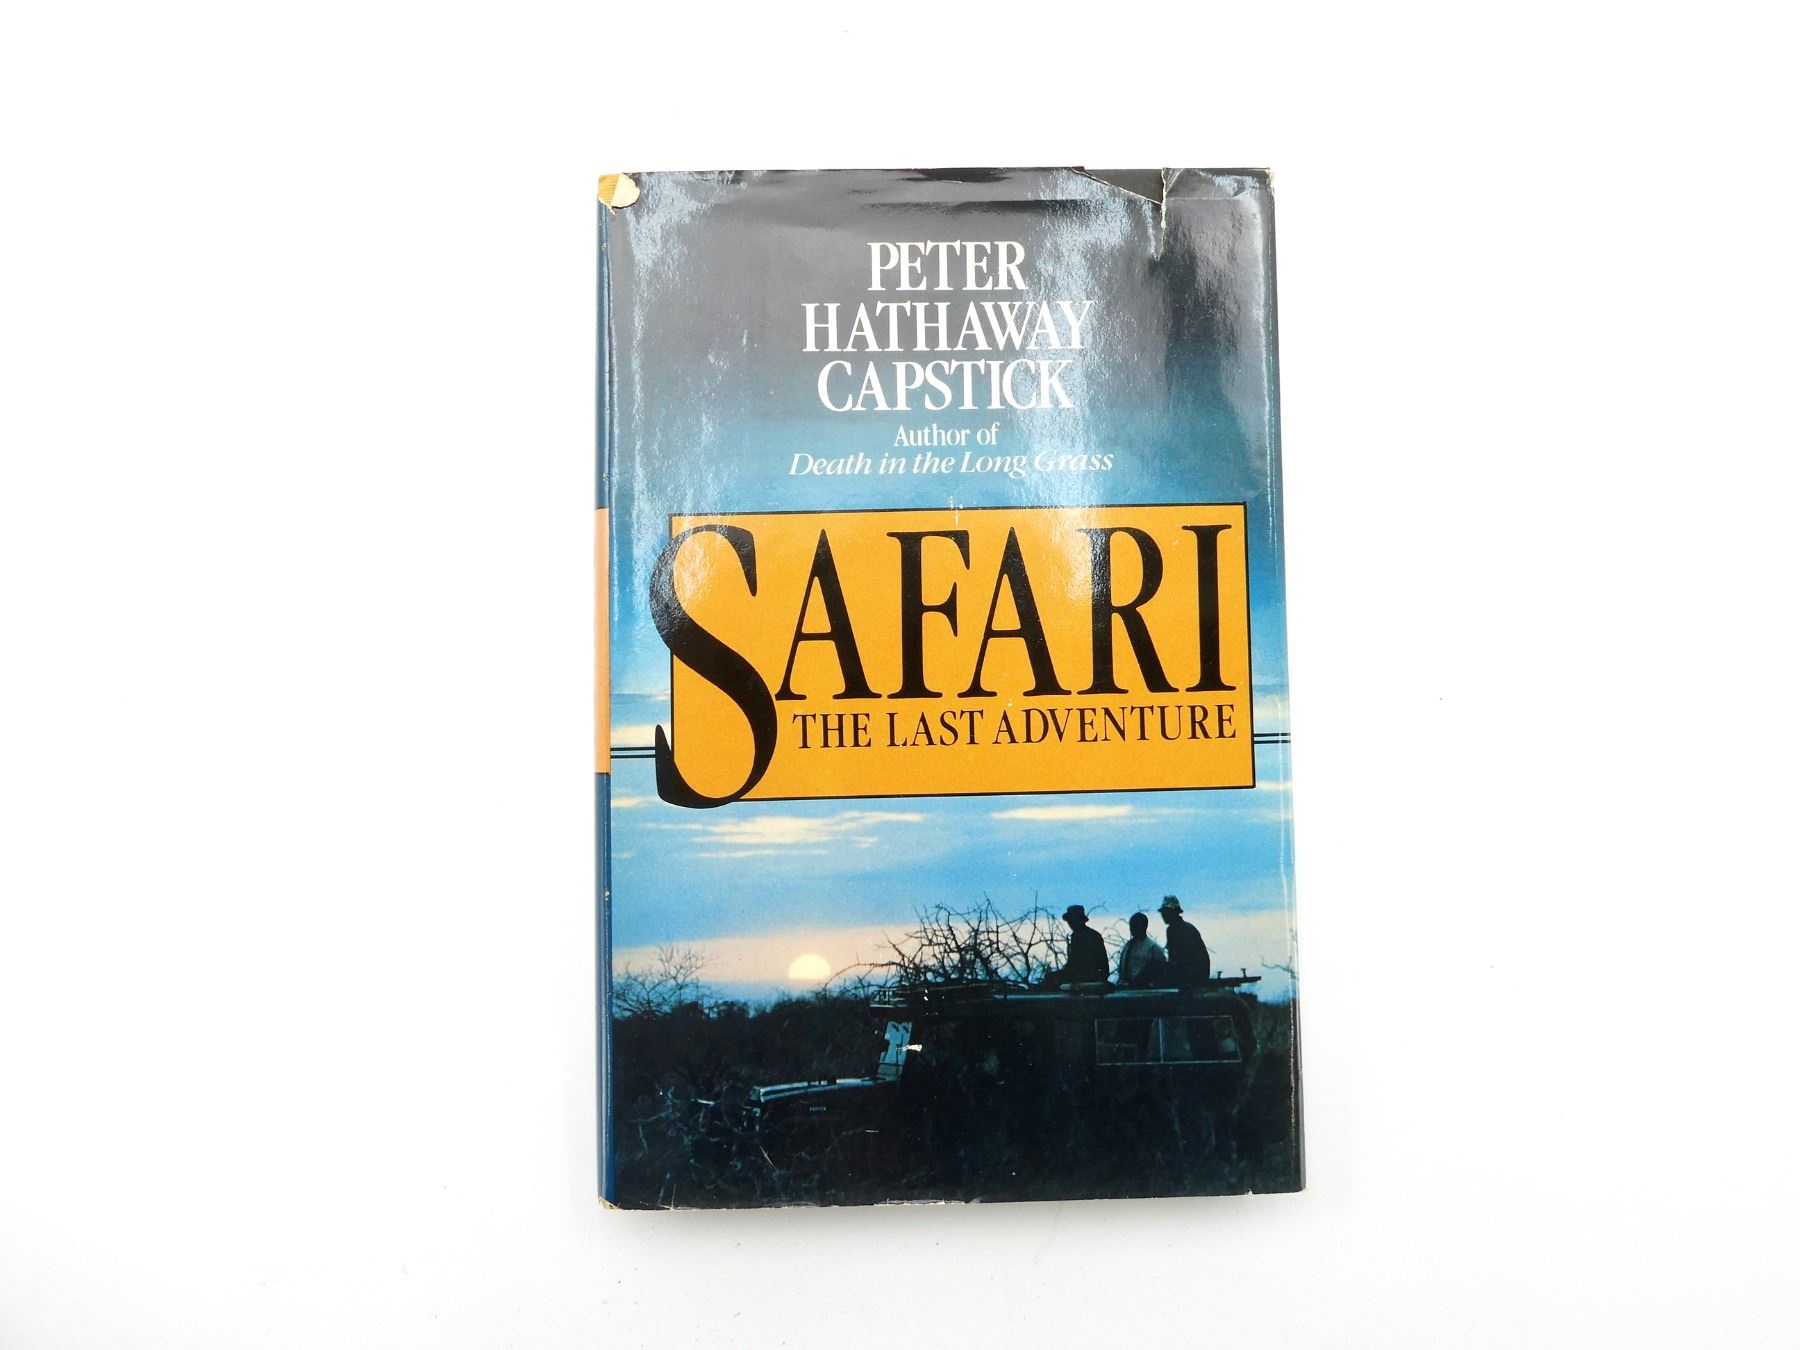 PETER
HATHAWAY
CAPSTICK
Author of
Death in the Long Grass
SAFARI
THE LAST ADVENTURE